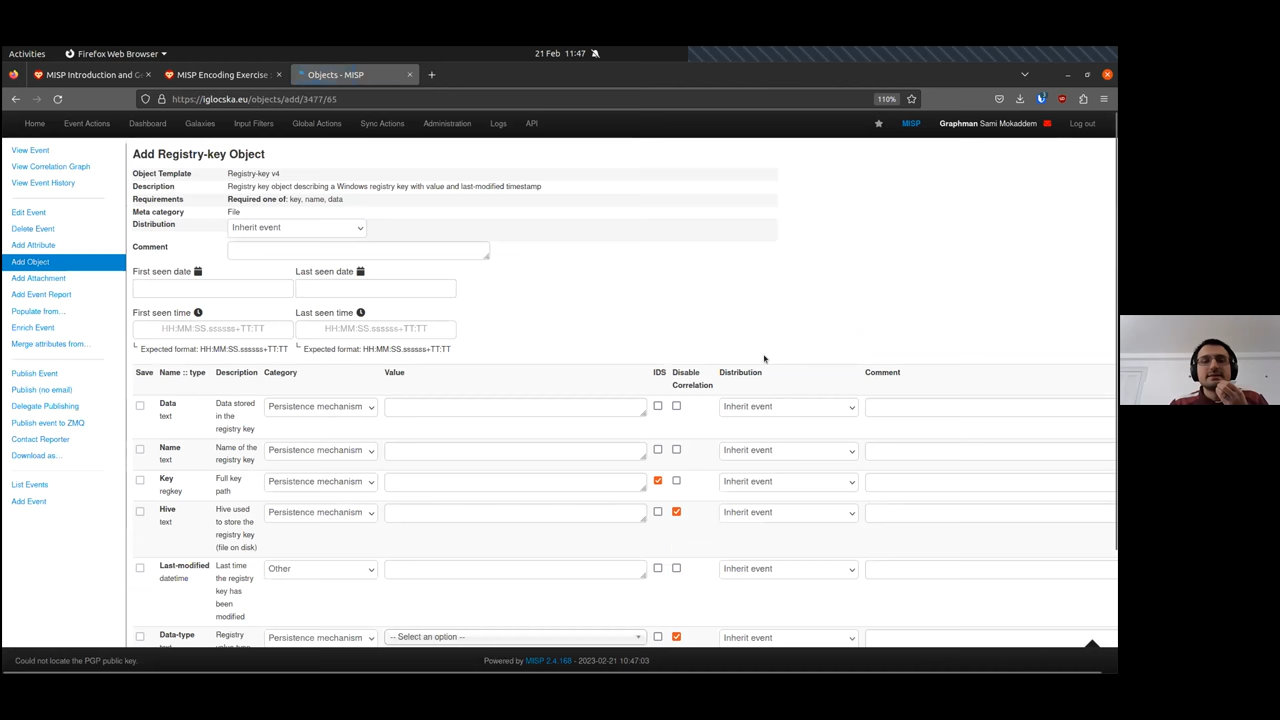 Activities
Firefox Web Browser
21 Feb 11:47
MISP Introduction and Ge
MISP Encoding Exercise
Objects - MISP
https://iglocska.eu/objects/add/3477/65
110%
Home
Event Actions
Dashboard
Galaxies
Input Filters
Global Actions
Sync Actions
Administration
Logs
API
MISP
Graphman Sami Mokaddem
Log out
View Event
View Correlation Graph
View Event History
Edit Event
Delete Event
Add Attribute
Add Object
Add Attachment
Add Event Report
Populate from...
Enrich Event
Merge attributes from...
Publish Event
Publish (no email)
Delegate Publishing
Publish event to ZMQ
Contact Reporter
Download as...
List Events
Add Event
Add Registry-key Object
Object Template Registry-key v4
Description Registry key object describing a Windows registry key with value and last-modified timestamp
Requirements Required one of: key, name, data
Meta category File
Distribution Inherit event
Comment
First seen date Last seen date
First seen time Last seen time
HH:MM:SS.ssssss+TT:TT HH:MM:SS.ssssss+TT:TT
Expected format: HH:MM:SS.ssssss+TT:TT Expected format: HH:MM:SS.ssssss+TT:TT
Save Name :: type Description Category Value IDS Disable Correlation Distribution Comment
Data text Data stored in the registry key Persistence mechanism Inherit event
Name text Name of the registry key Persistence mechanism Inherit event
Key regkey Full key path Persistence mechanism Inherit event
Hive text Hive used to store the registry key (file on disk) Persistence mechanism Inherit event
Last-modified datetime Last time the registry key has been modified Other Inherit event
Data-type Registry Persistence mechanism -- Select an option -- Inherit event
Could not locate the PGP public key.
Powered by MISP 2.4.168 - 2023-02-21 10:47:03